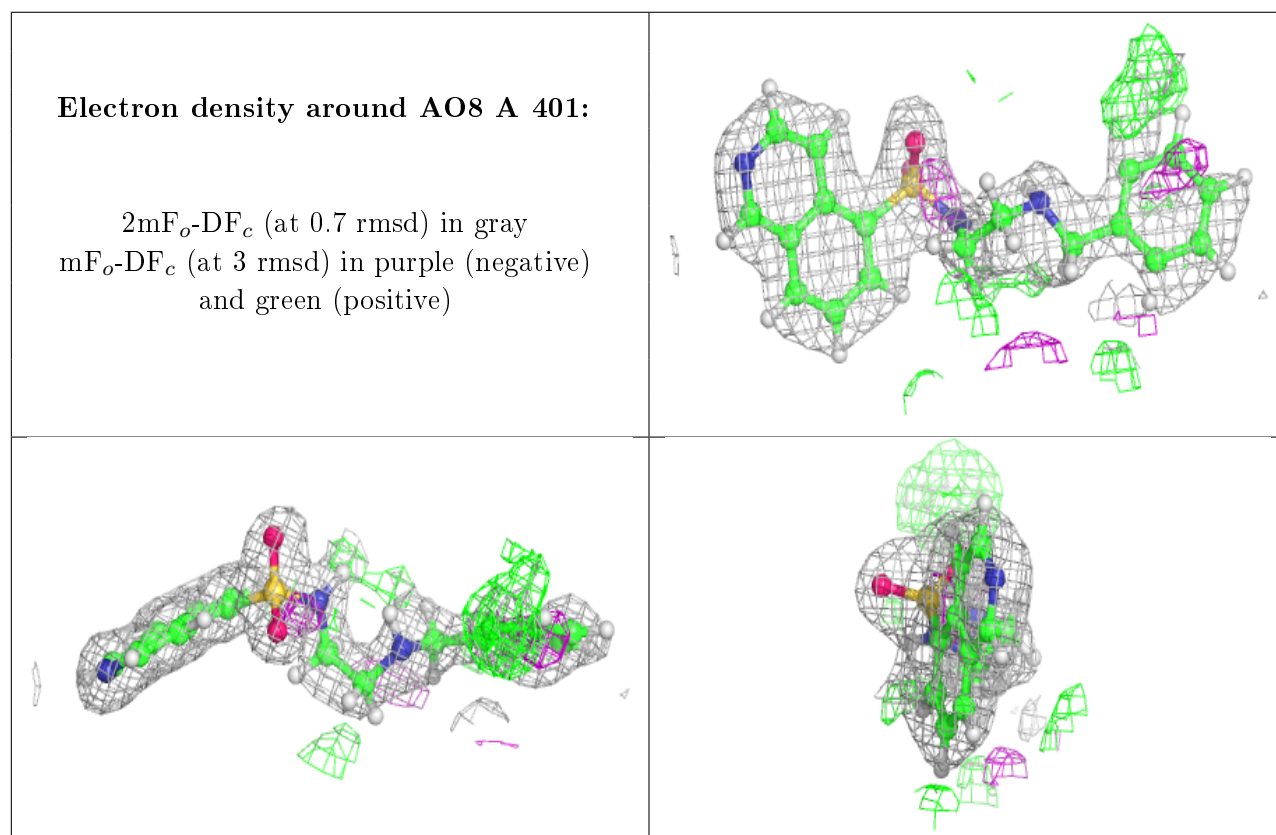 Electron density around AO8 A 401:
2mFₒ-DF𝒸 (at 0.7 rmsd) in gray
mFₒ-DF𝒸 (at 3 rmsd) in purple (negative)
and green (positive)